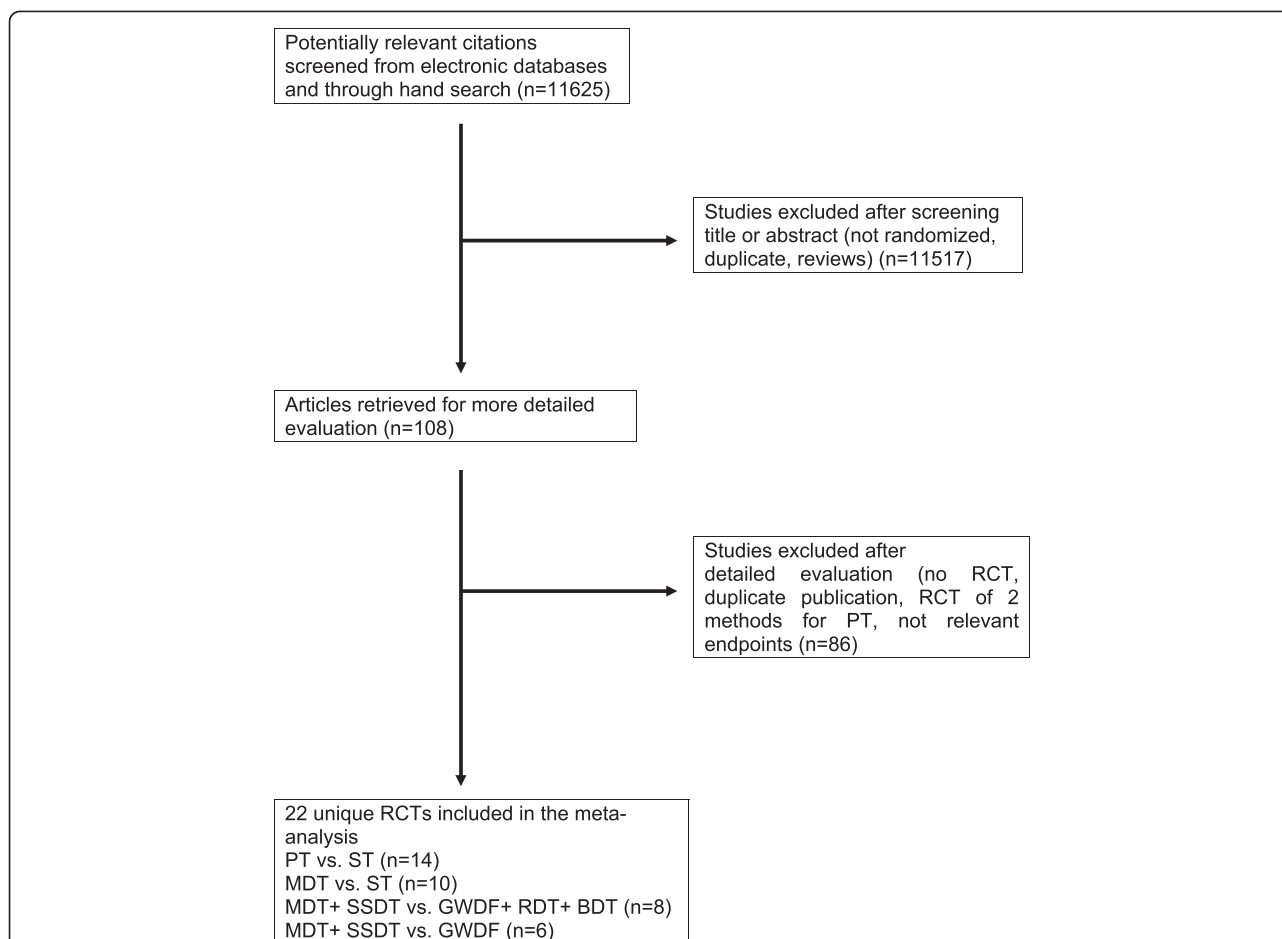 Potentially relevant citations
screened from electronic databases
and through hand search (n=11625)
Studies excluded after screening
title or abstract (not randomized,
duplicate, reviews) (n=11517)
Articles retrieved for more detailed
evaluation (n=108)
Studies excluded after
detailed evaluation (no RCT,
duplicate publication, RCT of 2
methods for PT, not relevant
endpoints (n=86)
22 unique RCTs included in the meta-
analysis
PT vs. ST (n=14)
MDT vs. ST (n=10)
MDT+ SSDT vs. GWDF+ RDT+ BDT (n=8)
MDT+ SSDT vs. GWDF (n=6)